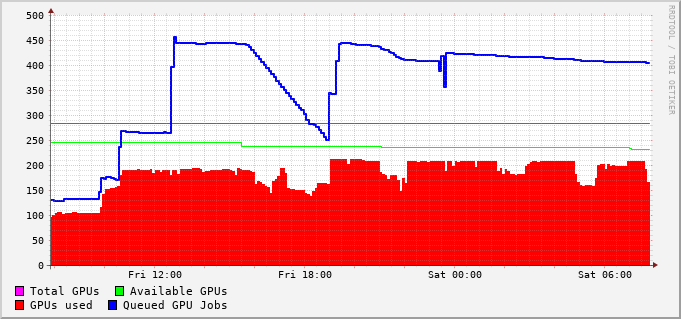 500
450
400
350
300
250
200
150
100
50
0
Fri 12:00 Fri 18:00 Sat 00:00 Sat 06:00
Total GPUs Available GPUs
GPUs used Queued GPU Jobs
RRDTOOL / TOBI OETIKER